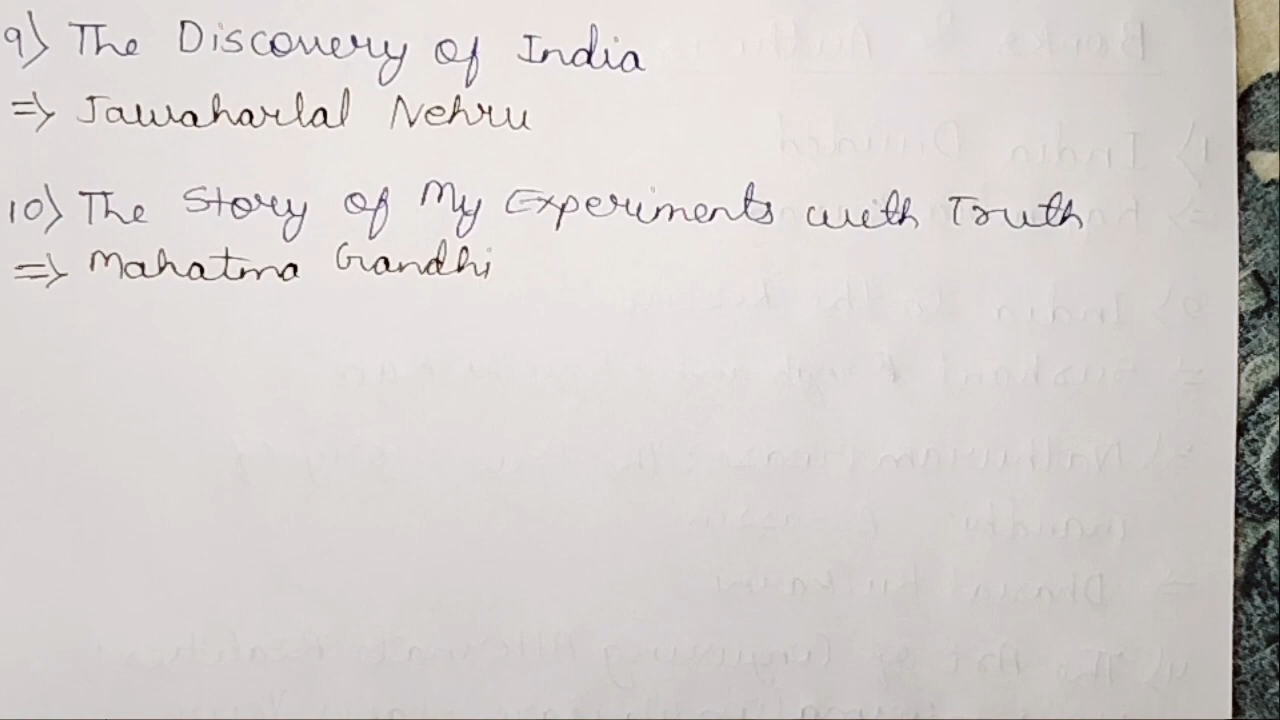 9) The Discovery of India
=> Jawaharlal Nehru
10) The Story of My Experiments with Truth
=> Mahatma Gandhi